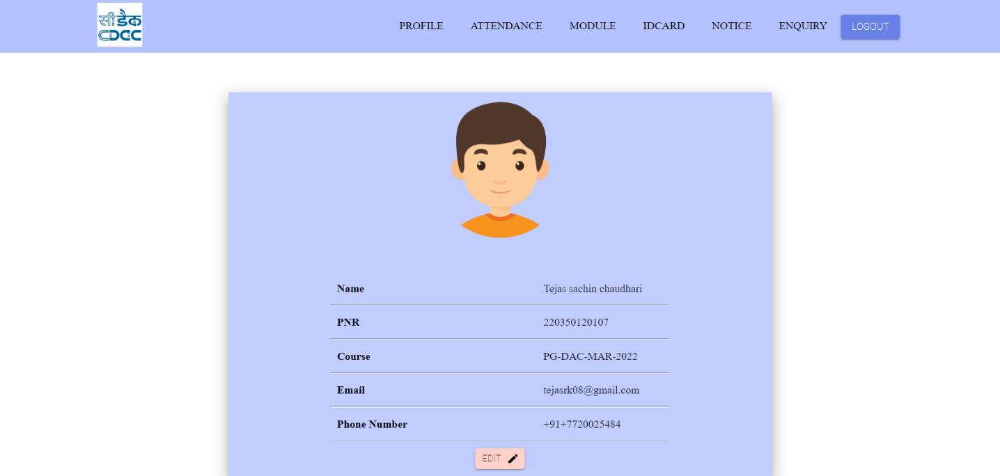 सी डैक
CDAC
PROFILE ATTENDANCE MODULE IDCARD NOTICE ENQUIRY LOGOUT
Name Tejas sachin chaudhari
PNR 220350120107
Course PG-DAC-MAR-2022
Email tejasrk08@gmail.com
Phone Number +91+7720025484
EDIT